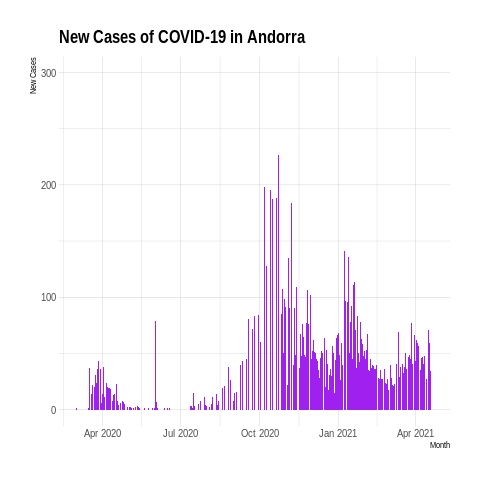 New Cases of COVID-19 in Andorra
New Cases
300
200
100
0
Apr 2020
Jul 2020
Oct 2020
Jan 2021
Apr 2021
Month